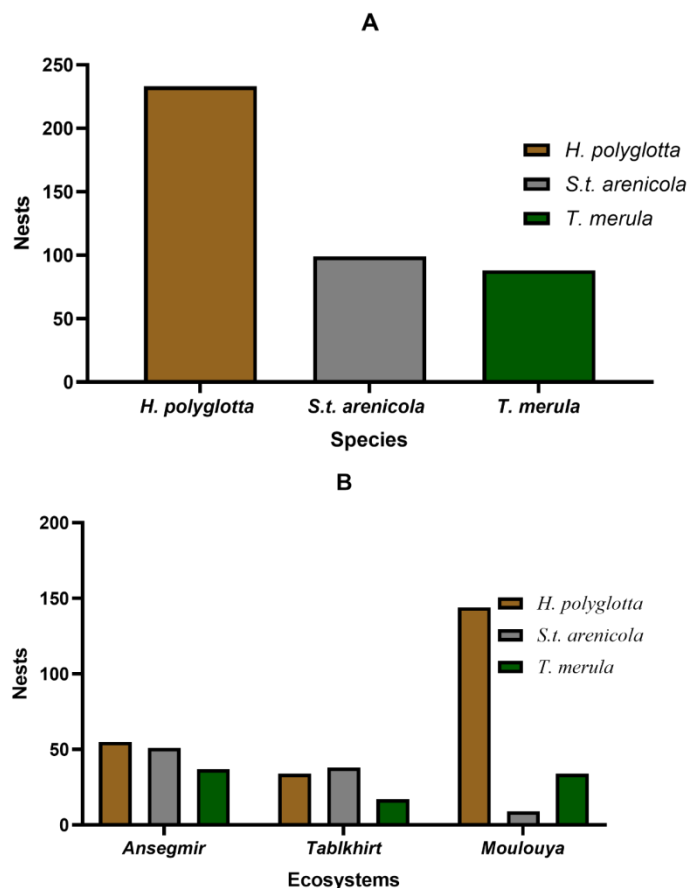 A
250
200
150
100
50
0
Nests
H. polyglotta
S.t. arenicola
T. merula
H. polyglotta S.t. arenicola T. merula
Species
B
200
150
100
50
0
Nests
H. polyglotta
S.t. arenicola
T. merula
Ansegmir Tablkhirt Moulouya
Ecosystems